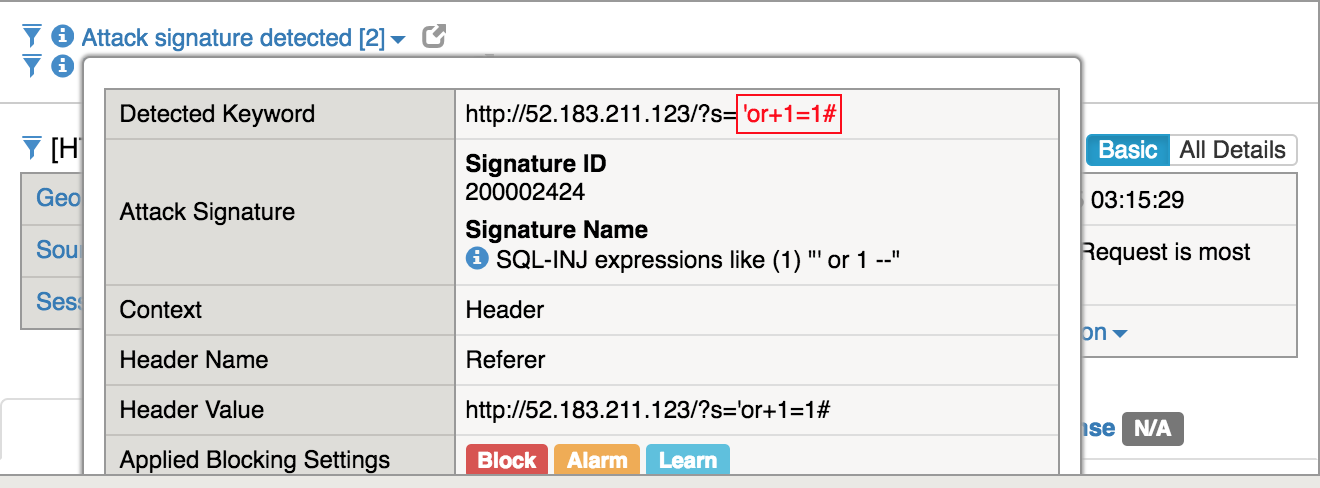 Attack signature detected [2]
Detected Keyword http://52.183.211.123/?s='or+1=1#
[H
Basic All Details
Signature ID
200002424
Geo
03:15:29
Attack Signature
Signature Name
Sou
SQL-INJ expressions like (1) "' or 1 --"
Request is most
Sess
Context Header
on
Header Name Referer
Header Value http://52.183.211.123/?s='or+1=1#
nse N/A
Applied Blocking Settings Block Alarm Learn